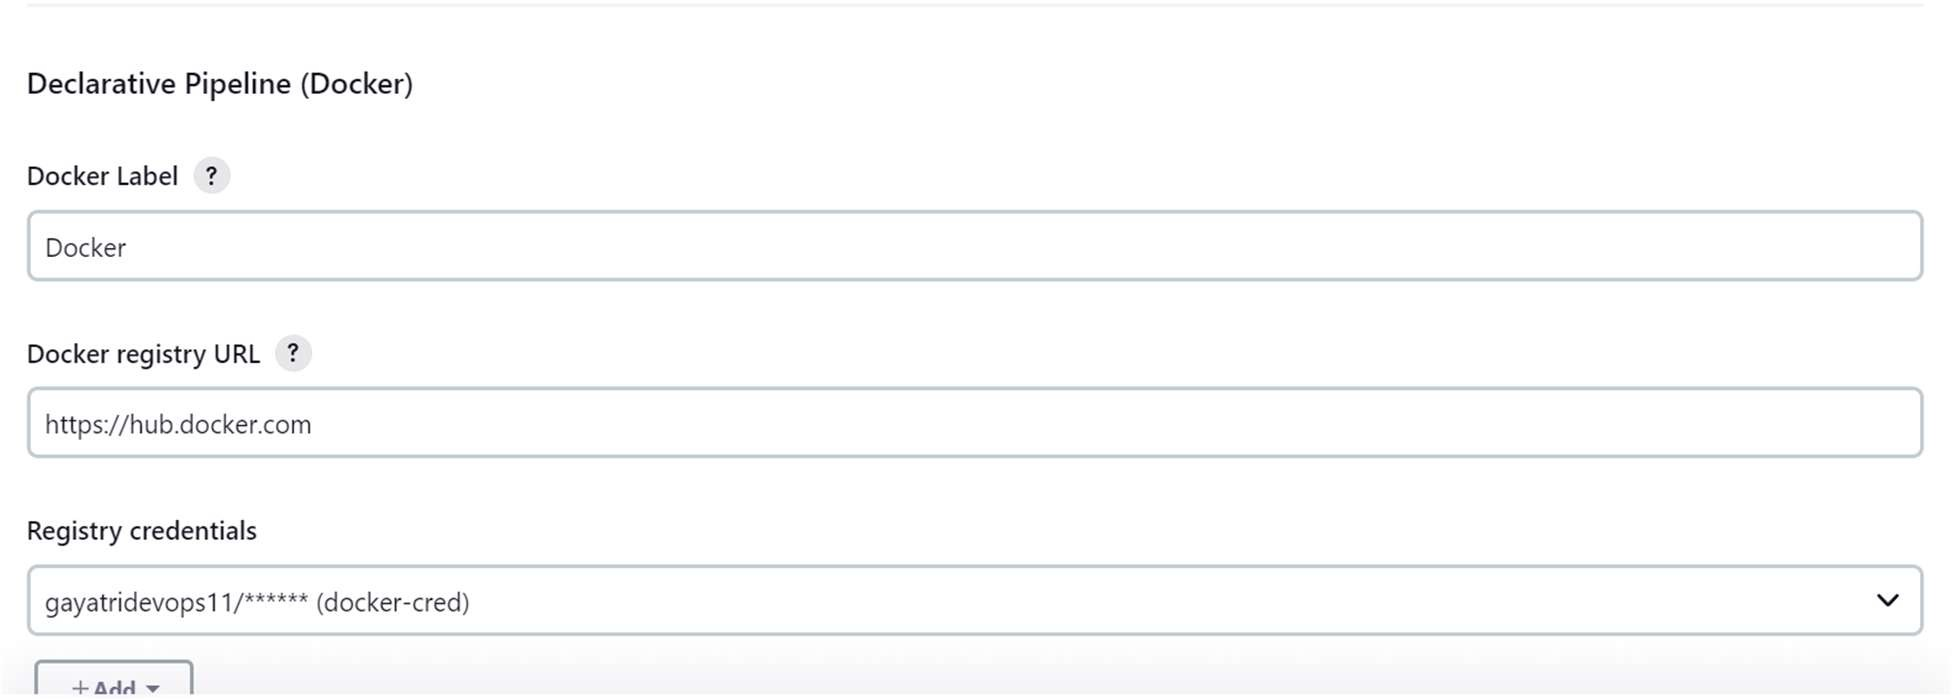 Declarative Pipeline (Docker)
Docker Label ?
Docker
Docker registry URL ?
https://hub.docker.com
Registry credentials
gayatridevops11/****** (docker-cred)
+ Add